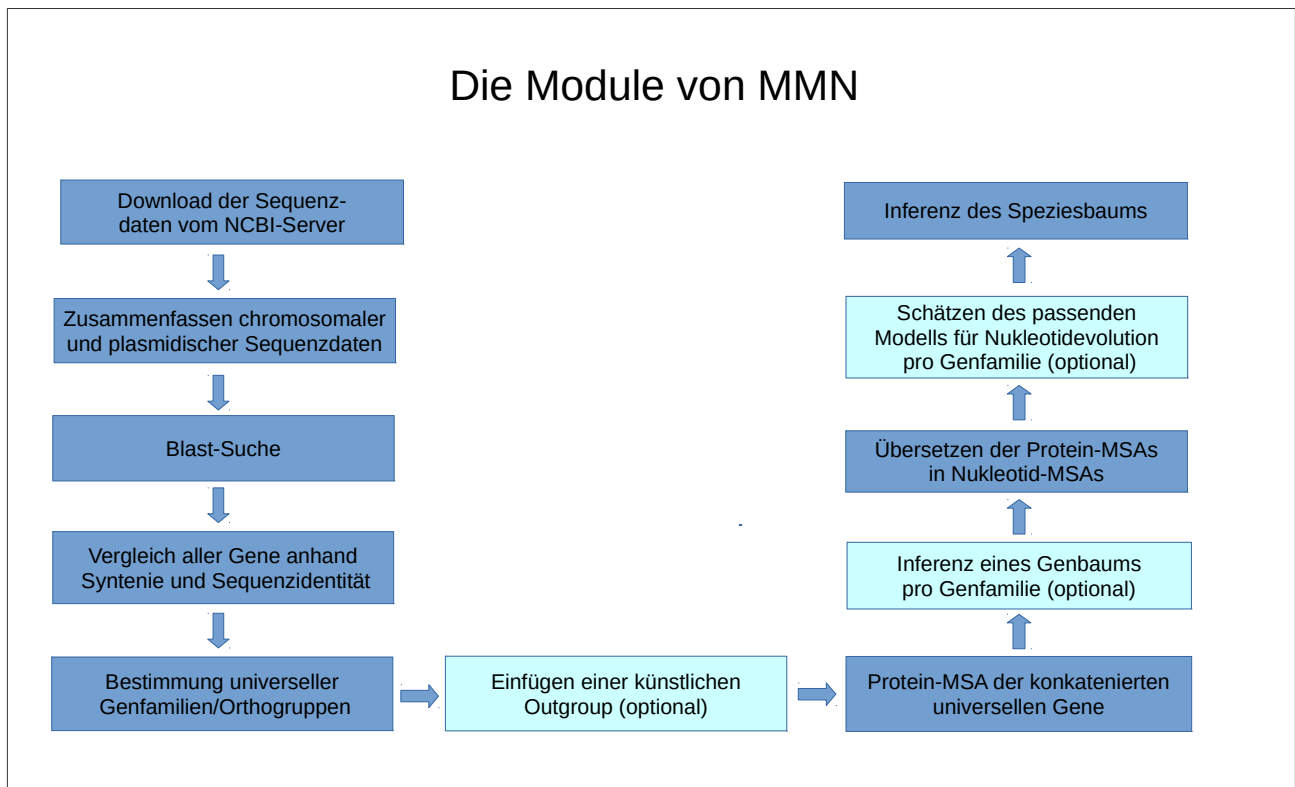 Die Module von MMN
Download der Sequenz-
daten vom NCBI-Server
Zusammenfassen chromosomaler
und plasmidischer Sequenzdaten
Blast-Suche
Vergleich aller Gene anhand
Syntenie und Sequenzidentität
Bestimmung universeller
Genfamilien/Orthogruppen
Einfügen einer künstlichen
Outgroup (optional)
Protein-MSA der konkatenierten
universellen Gene
Inferenz eines Genbaums
pro Genfamilie (optional)
Übersetzen der Protein-MSAs
in Nukleotid-MSAs
Schätzen des passenden
Modells für Nukleotidevolution
pro Genfamilie (optional)
Inferenz des Speziesbaums